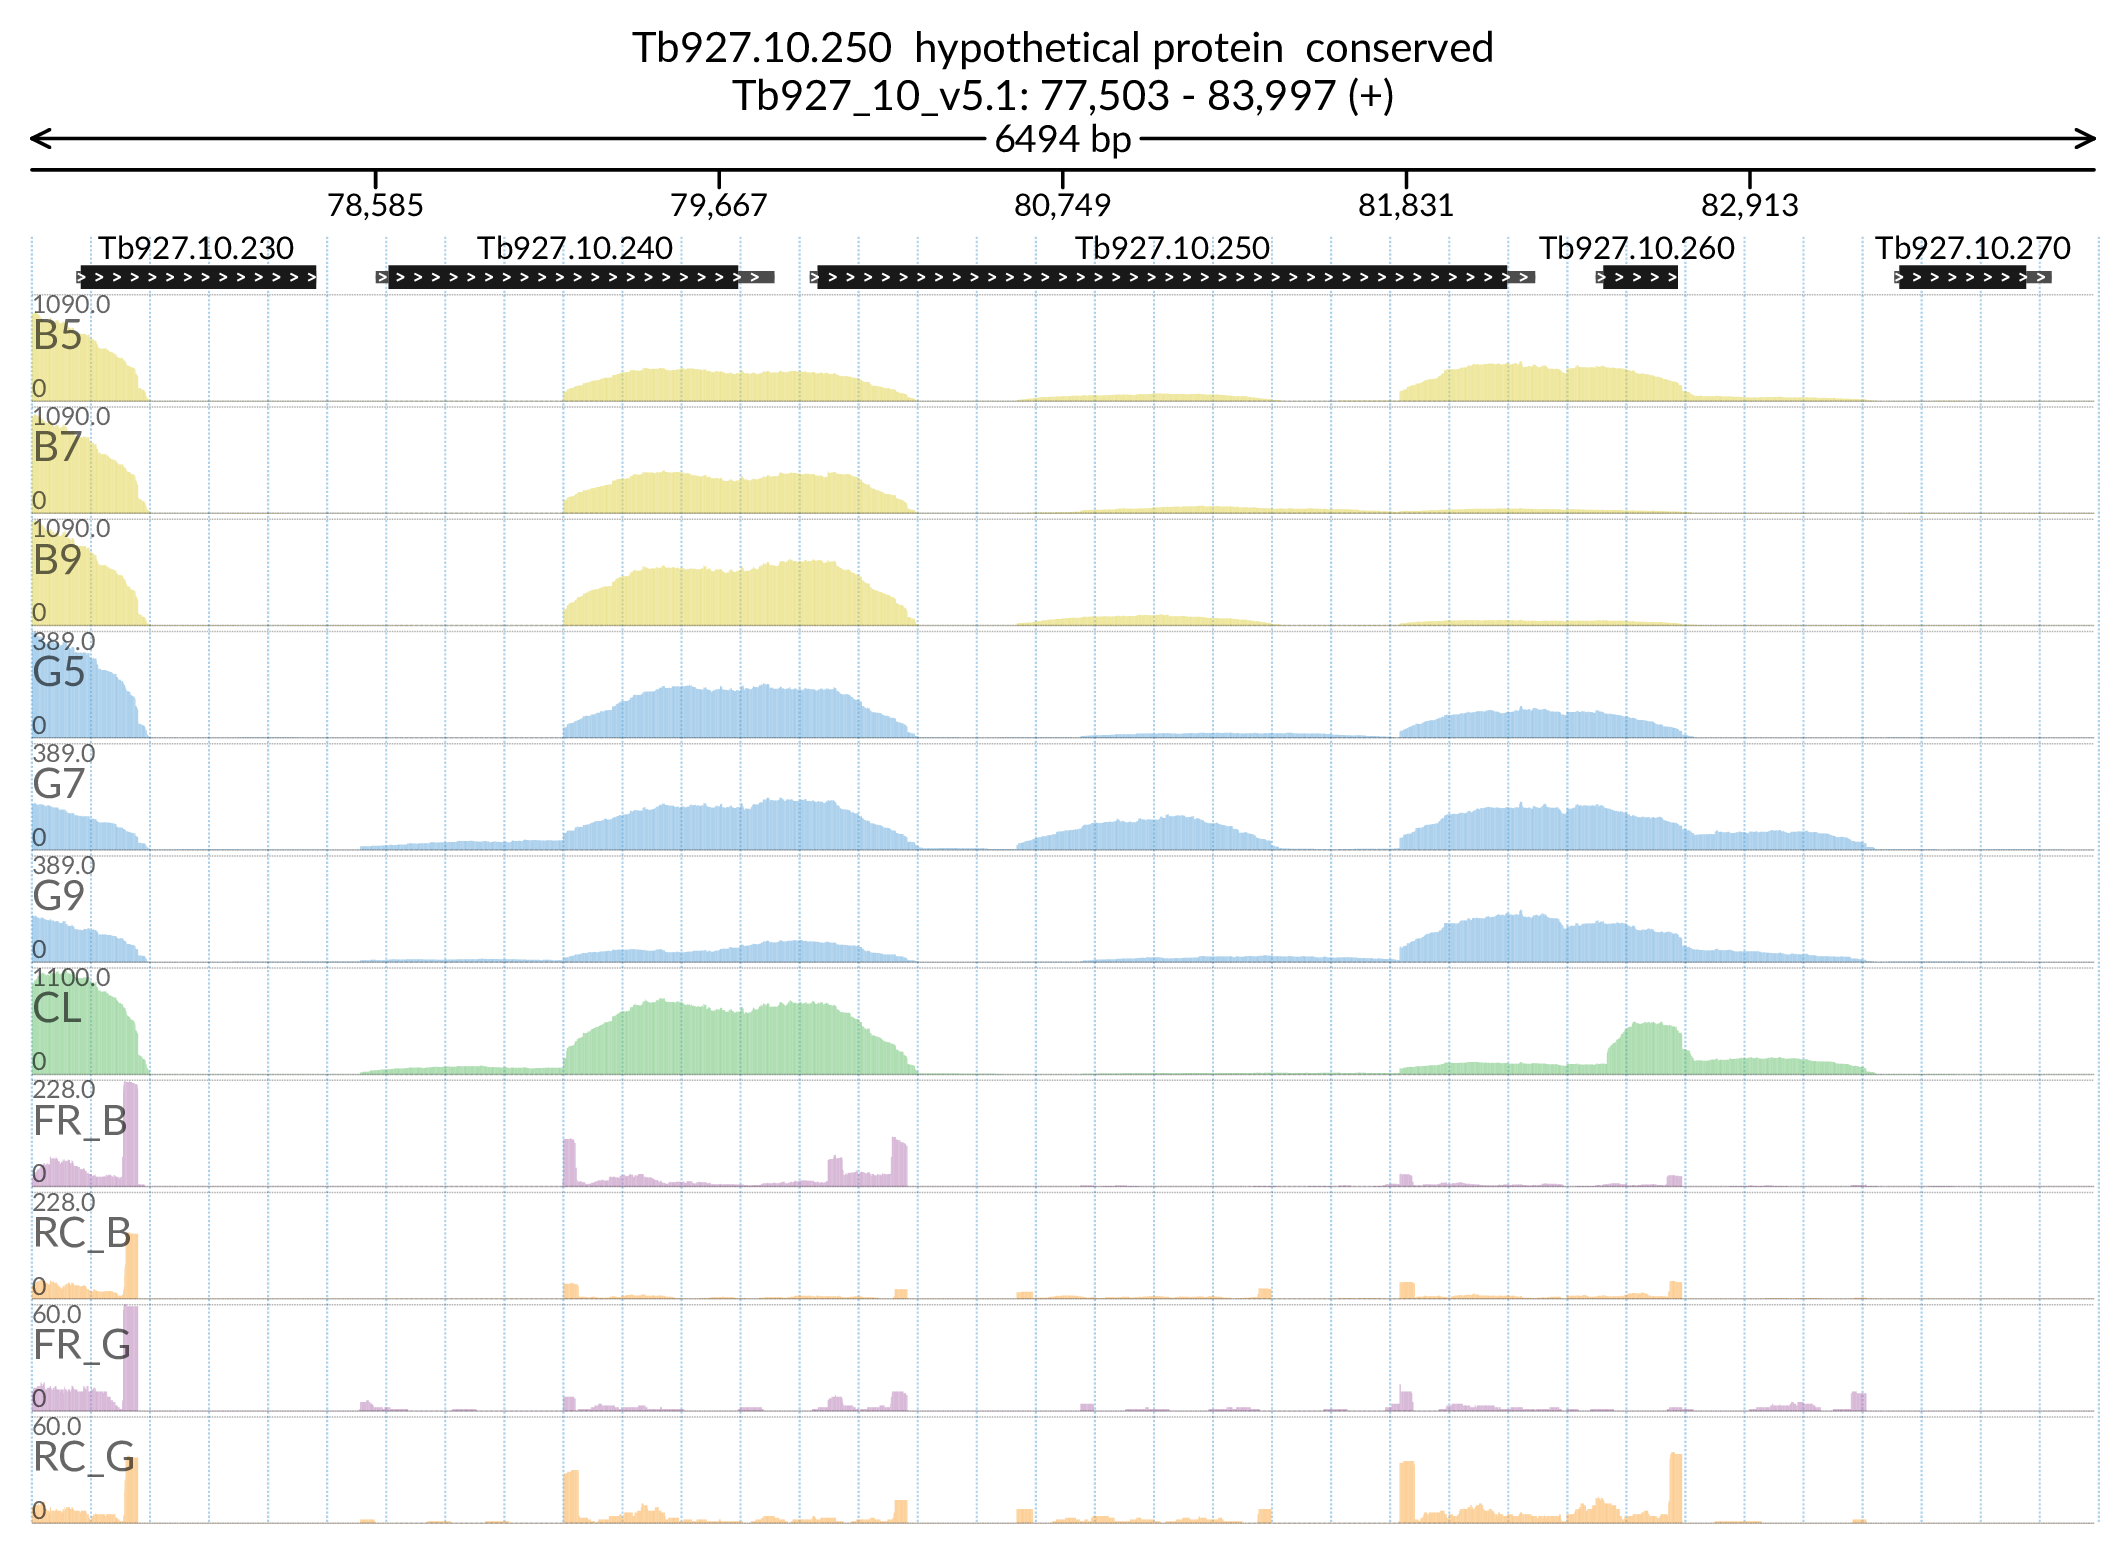 Tb927.10.250  hypothetical protein  conserved
Tb927_10_v5.1: 77,503 - 83,997 (+)
6494 bp
78,585 79,667 80,749 81,831 82,913
Tb927.10.230 Tb927.10.240 Tb927.10.250 Tb927.10.260 Tb927.10.270
1090.0
B5
0
1090.0
B7
0
1090.0
B9
0
389.0
G5
0
389.0
G7
0
389.0
G9
0
1100.0
CL
0
228.0
FR_B
0
228.0
RC_B
0
60.0
FR_G
0
60.0
RC_G
0